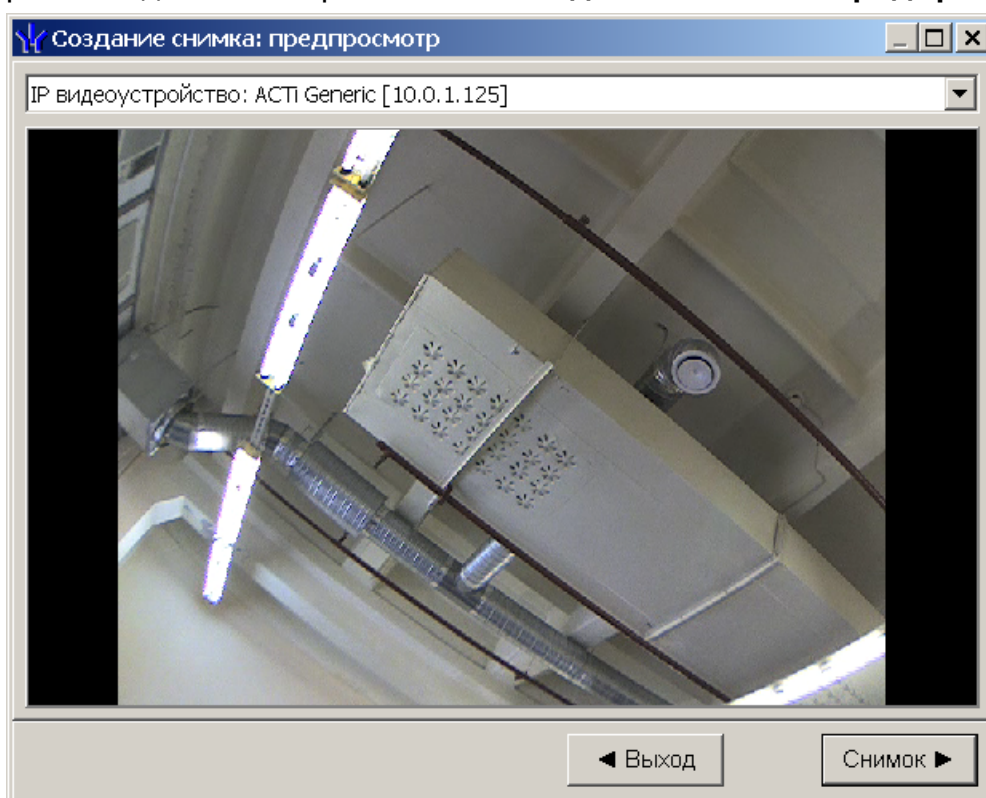 Создание снимка: предпросмотр
IP видеоустройство: ACTi Generic [10.0.1.125]
◄ Выход
Снимок ►